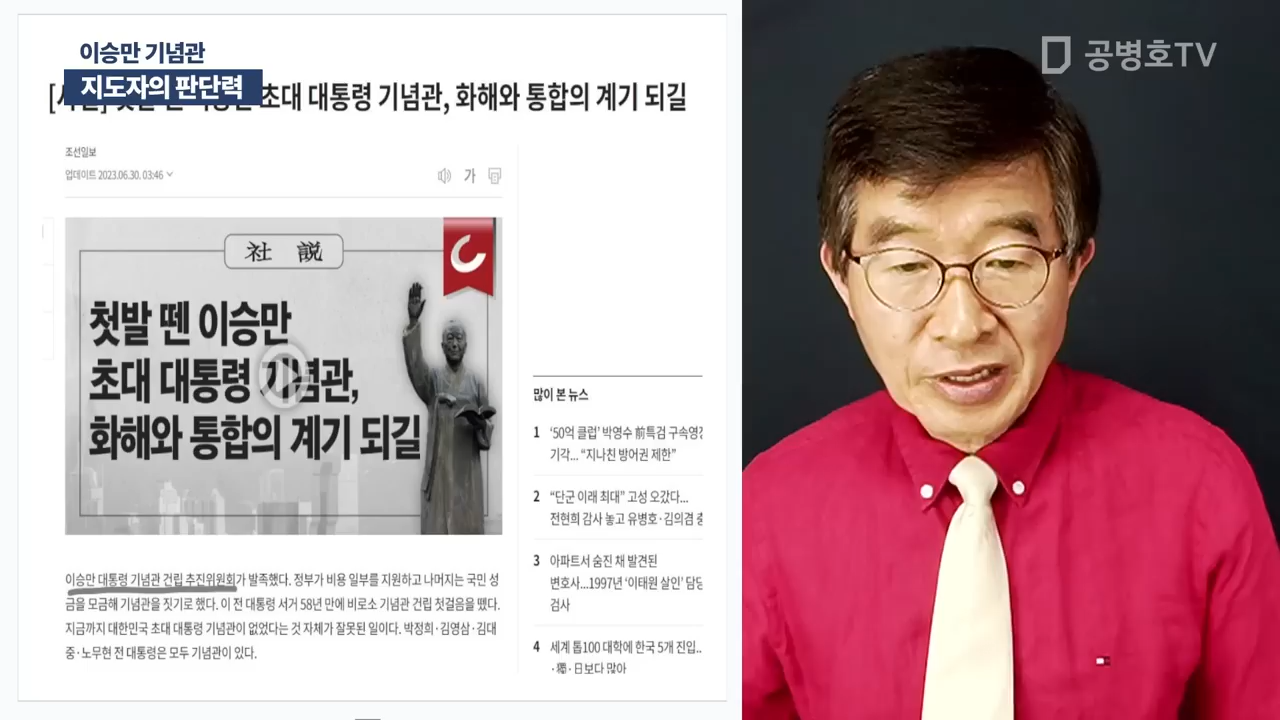 이승만 기념관
지도자의 판단력
초대 대통령 기념관, 화해와 통합의 계기 되길
공병호TV
조선일보
업데이트 2023.06.30. 03:46
가
社 説
첫발 뗀 이승만
초대 대통령 기념관,
화해와 통합의 계기 되길
이승만 대통령 기념관 건립 추진위원회가 발족했다. 정부가 비용 일부를 지원하고 나머지는 국민 성
금을 모금해 기념관을 짓기로 했다. 이 전 대통령 서거 58년 만에 비로소 기념관 건립 첫걸음을 뗐다.
지금까지 대한민국 초대 대통령 기념관이 없었다는 것 자체가 잘못된 일이다. 박정희·김영삼·김대
중·노무현 전 대통령은 모두 기념관이 있다.
많이 본 뉴스
1 ‘50억 클럽’ 박영수 前특검 구속영장
기각... “지나친 방어권 제한”
2 “단군 이래 최대” 고성 오갔다...
전현희 감사 놓고 유병호·김의겸
3 아파트서 숨진 채 발견된
변호사...1997년 ‘이태원 살인’ 담당
검사
4 세계 톱100 대학에 한국 5개 진입..
·獨·日보다 많아